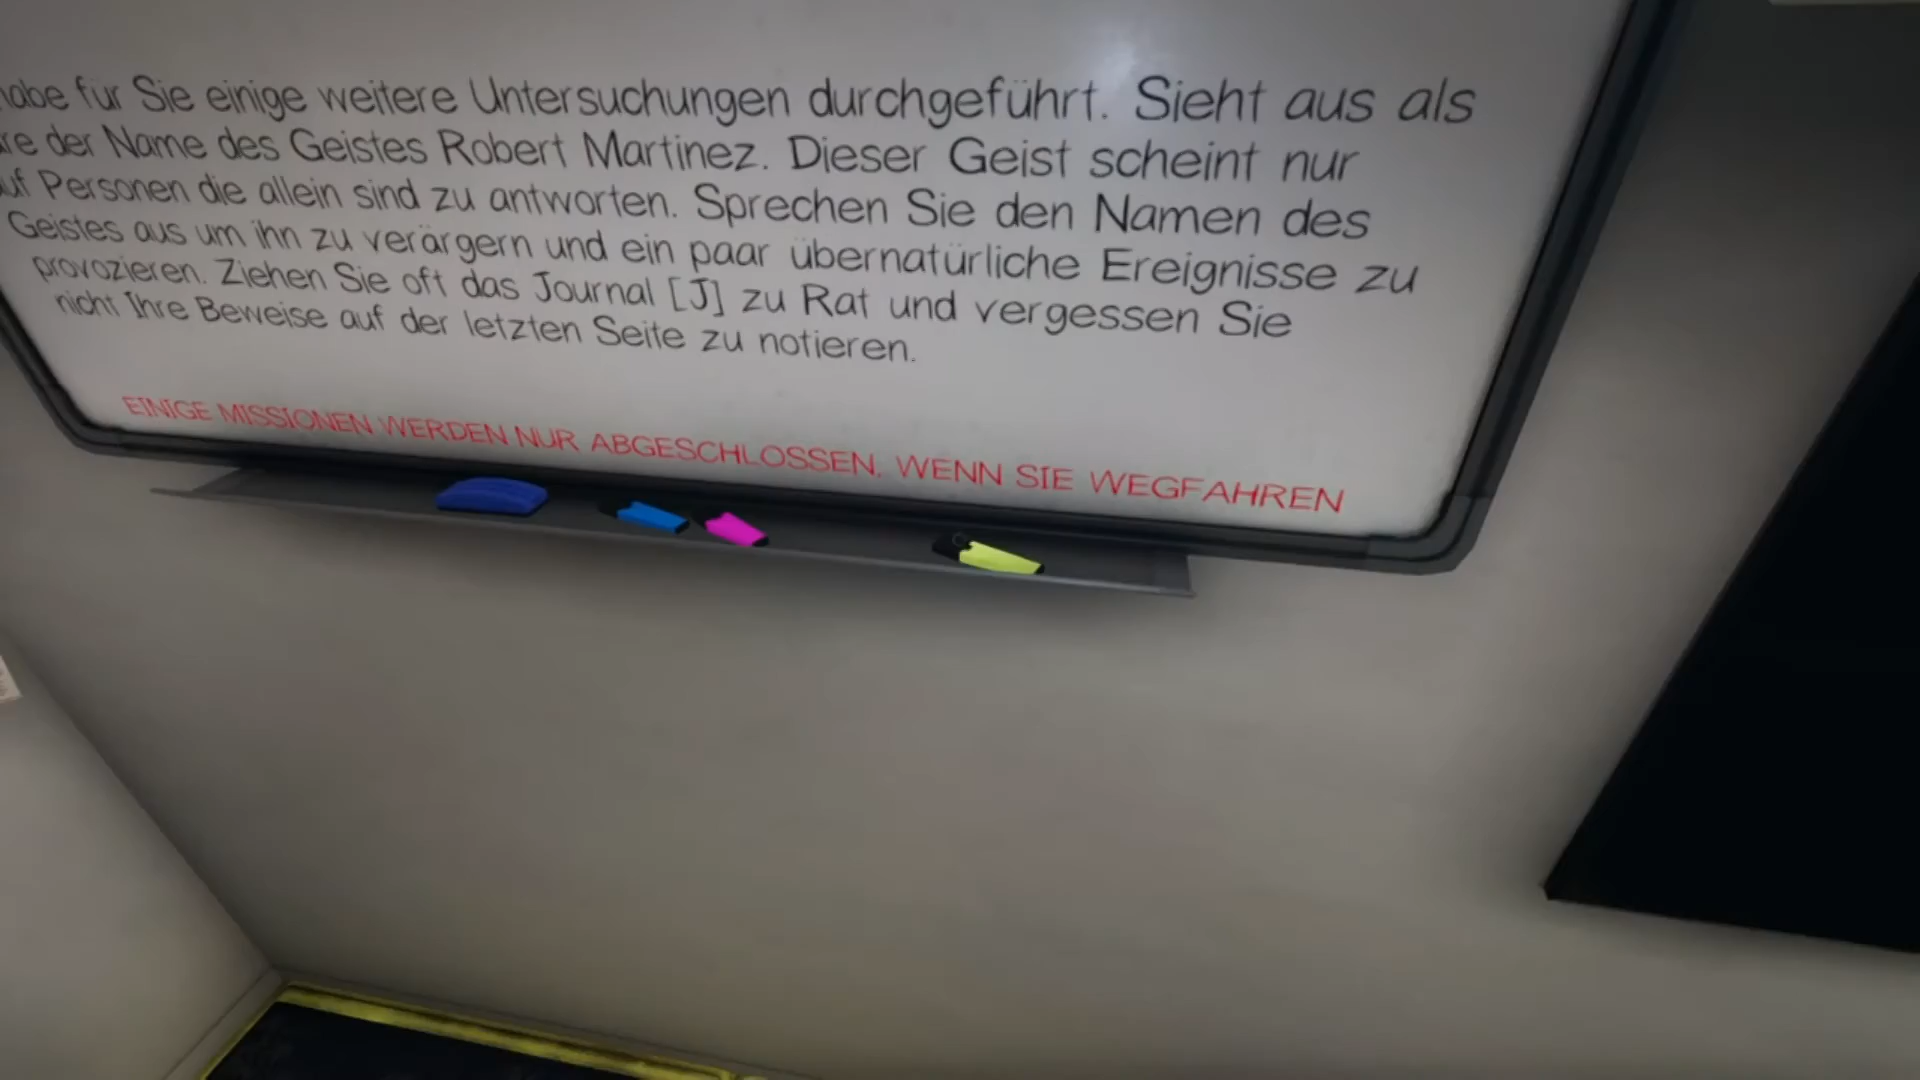 habe für Sie einige weitere Untersuchungen durchgeführt. Sieht aus als
der Name des Geistes Robert Martinez. Dieser Geist scheint nur
auf Personen die allein sind zu antworten. Sprechen Sie den Namen des
Geistes aus um ihn zu verärgern und ein paar übernatürliche Ereignisse zu
provozieren. Ziehen Sie oft das Journal [J] zu Rat und vergessen Sie
nicht Ihre Beweise auf der letzten Seite zu notieren.
EINIGE MISSIONEN WERDEN NUR ABGESCHLOSSEN, WENN SIE WEGFAHREN